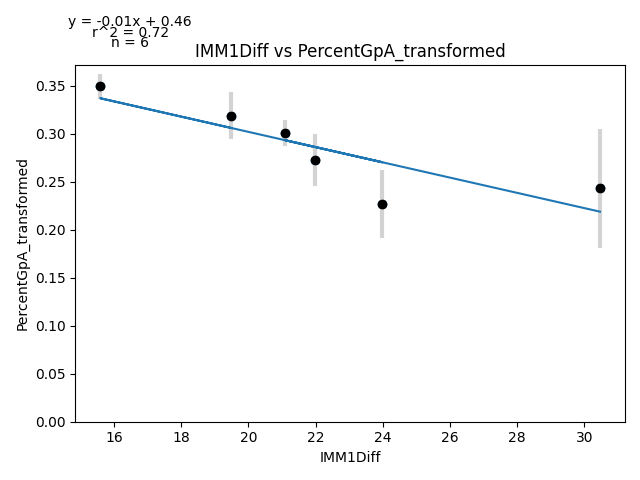 y = -0.01x + 0.46
r^2 = 0.72
n = 6
IMM1Diff vs PercentGpA_transformed
PercentGpA_transformed
0.35
0.30
0.25
0.20
0.15
0.10
0.05
0.00
16 18 20 22 24 26 28 30
IMM1Diff